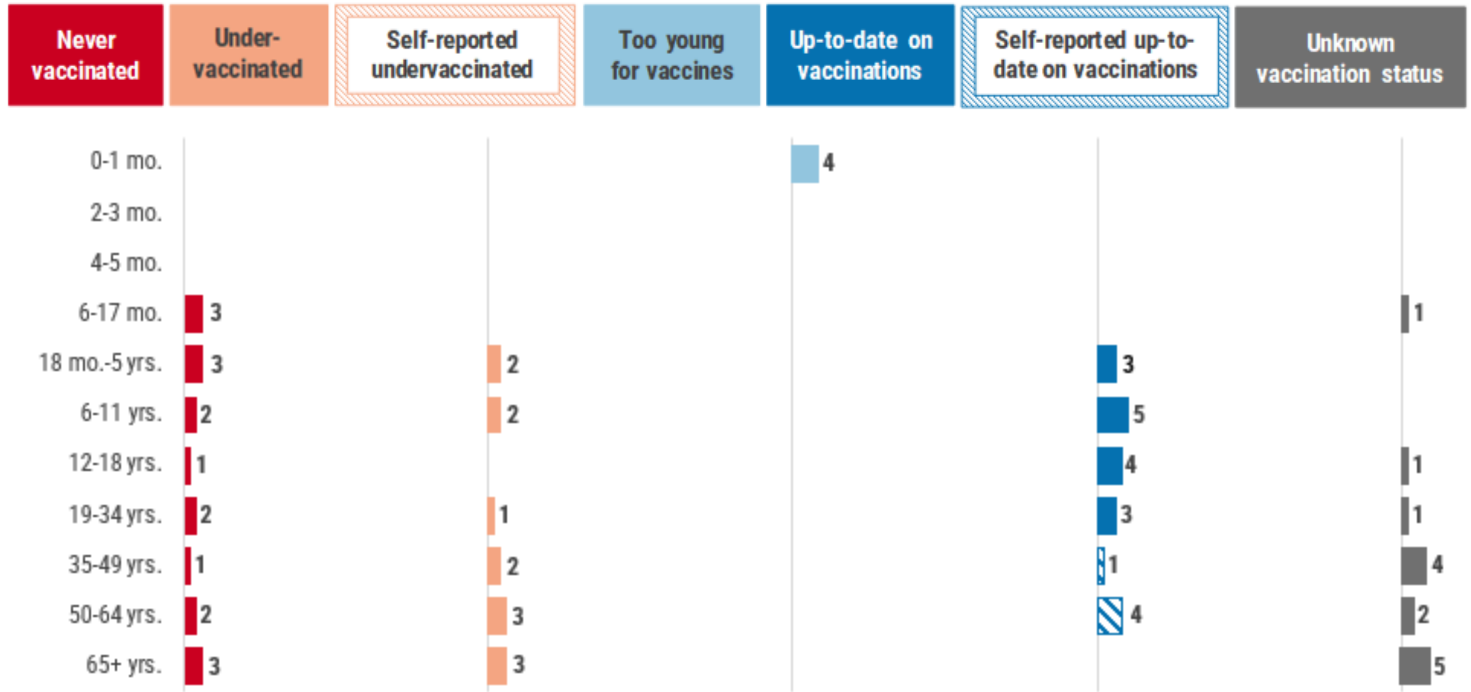 Never
vaccinated
Under-
vaccinated
Self-reported
undervaccinated
Too young
for vaccines
Up-to-date on
vaccinations
Self-reported up-to-
date on vaccinations
Unknown
vaccination status
0-1 mo. 4
2-3 mo.
4-5 mo.
6-17 mo. 3 1
18 mo.-5 yrs. 3 2 3
6-11 yrs. 2 2 5
12-18 yrs. 1 4 1
19-34 yrs. 2 1 3 1
35-49 yrs. 1 2 1 4
50-64 yrs. 2 3 4 2
65+ yrs. 3 3 5